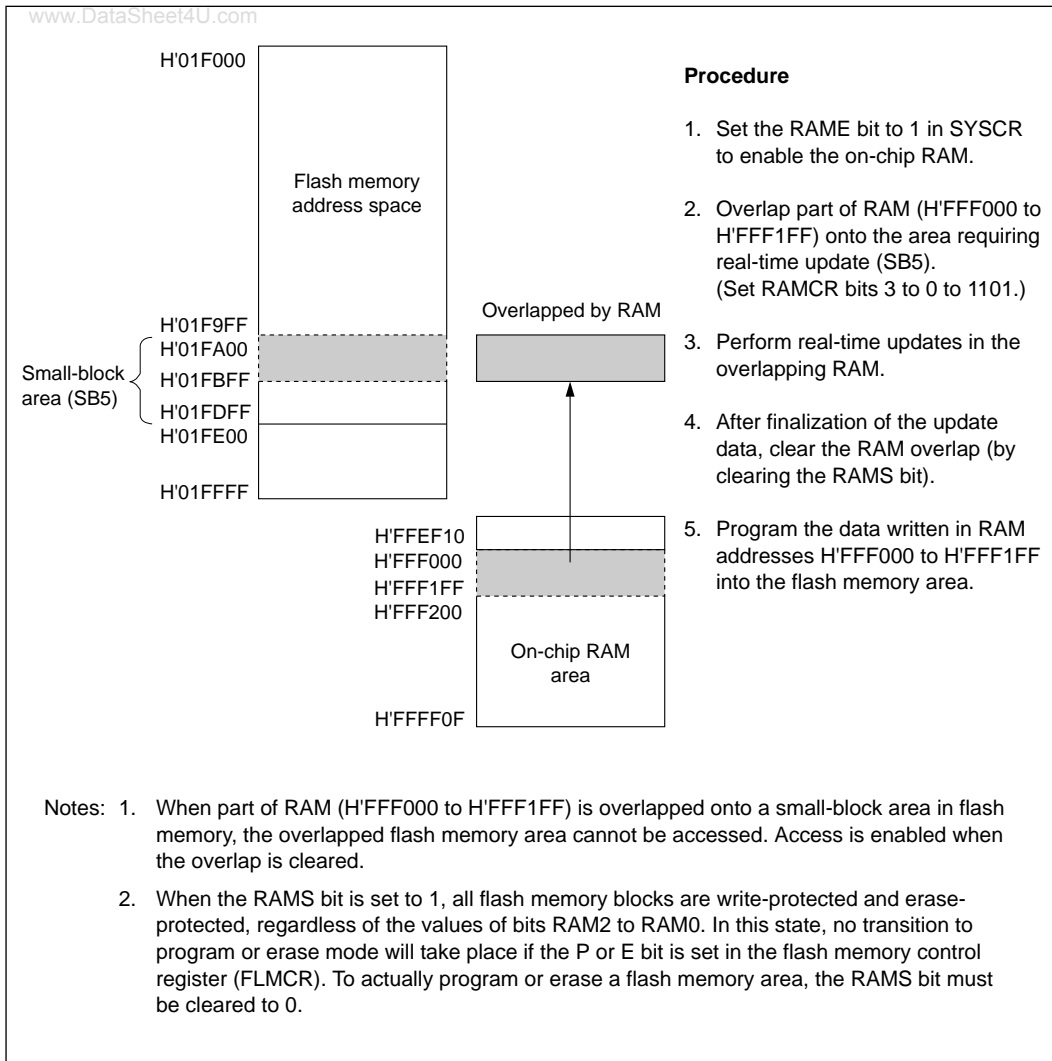 www.DataSheet4U.com
H'01F000
Flash memory
address space
H'01F9FF
H'01FA00
H'01FBFF
H'01FDFF
H'01FE00
H'01FFFF
Small-block
area (SB5)
Overlapped by RAM
H'FFEF10
H'FFF000
H'FFF1FF
H'FFF200
On-chip RAM
area
H'FFFF0F
Procedure
1. Set the RAME bit to 1 in SYSCR
to enable the on-chip RAM.
2. Overlap part of RAM (H'FFF000 to
H'FFF1FF) onto the area requiring
real-time update (SB5).
(Set RAMCR bits 3 to 0 to 1101.)
3. Perform real-time updates in the
overlapping RAM.
4. After finalization of the update
data, clear the RAM overlap (by
clearing the RAMS bit).
5. Program the data written in RAM
addresses H'FFF000 to H'FFF1FF
into the flash memory area.
Notes: 1. When part of RAM (H'FFF000 to H'FFF1FF) is overlapped onto a small-block area in flash
memory, the overlapped flash memory area cannot be accessed. Access is enabled when
the overlap is cleared.
2. When the RAMS bit is set to 1, all flash memory blocks are write-protected and erase-
protected, regardless of the values of bits RAM2 to RAM0. In this state, no transition to
program or erase mode will take place if the P or E bit is set in the flash memory control
register (FLMCR). To actually program or erase a flash memory area, the RAMS bit must
be cleared to 0.